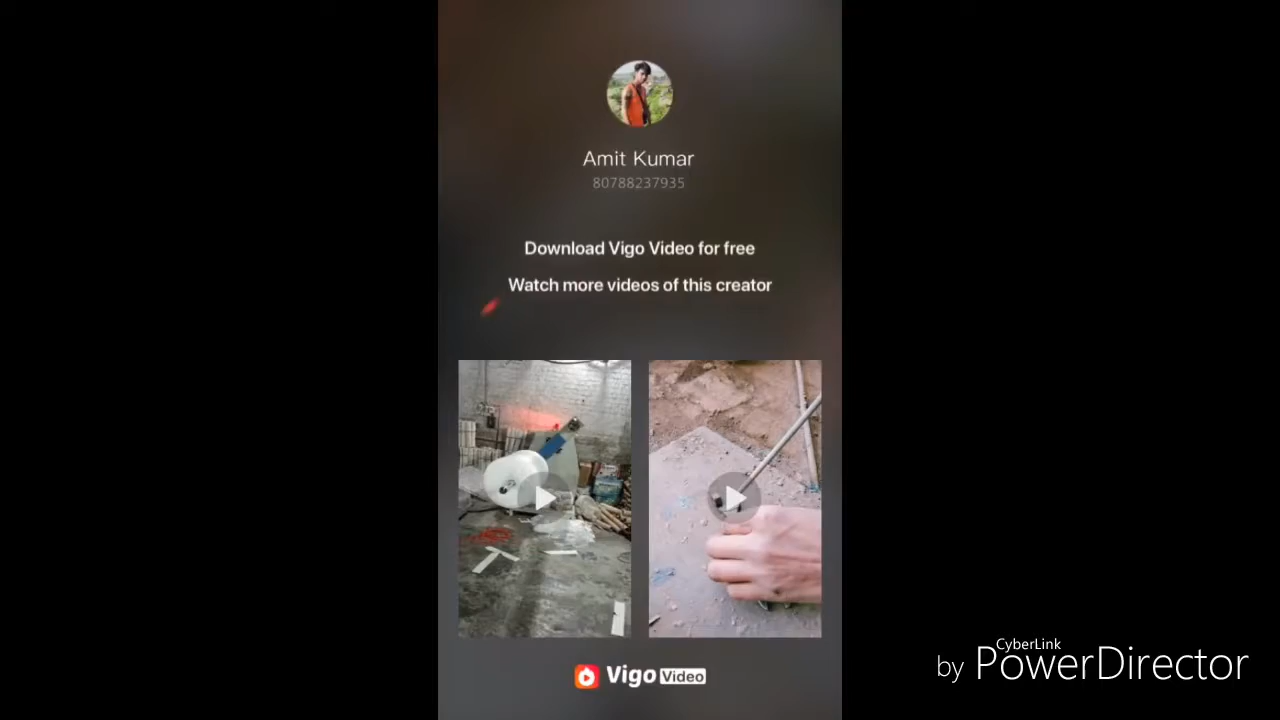 Amit Kumar
80788237935
Download Vigo Video for free
Watch more videos of this creator
Vigo Video
CyberLink
by PowerDirector